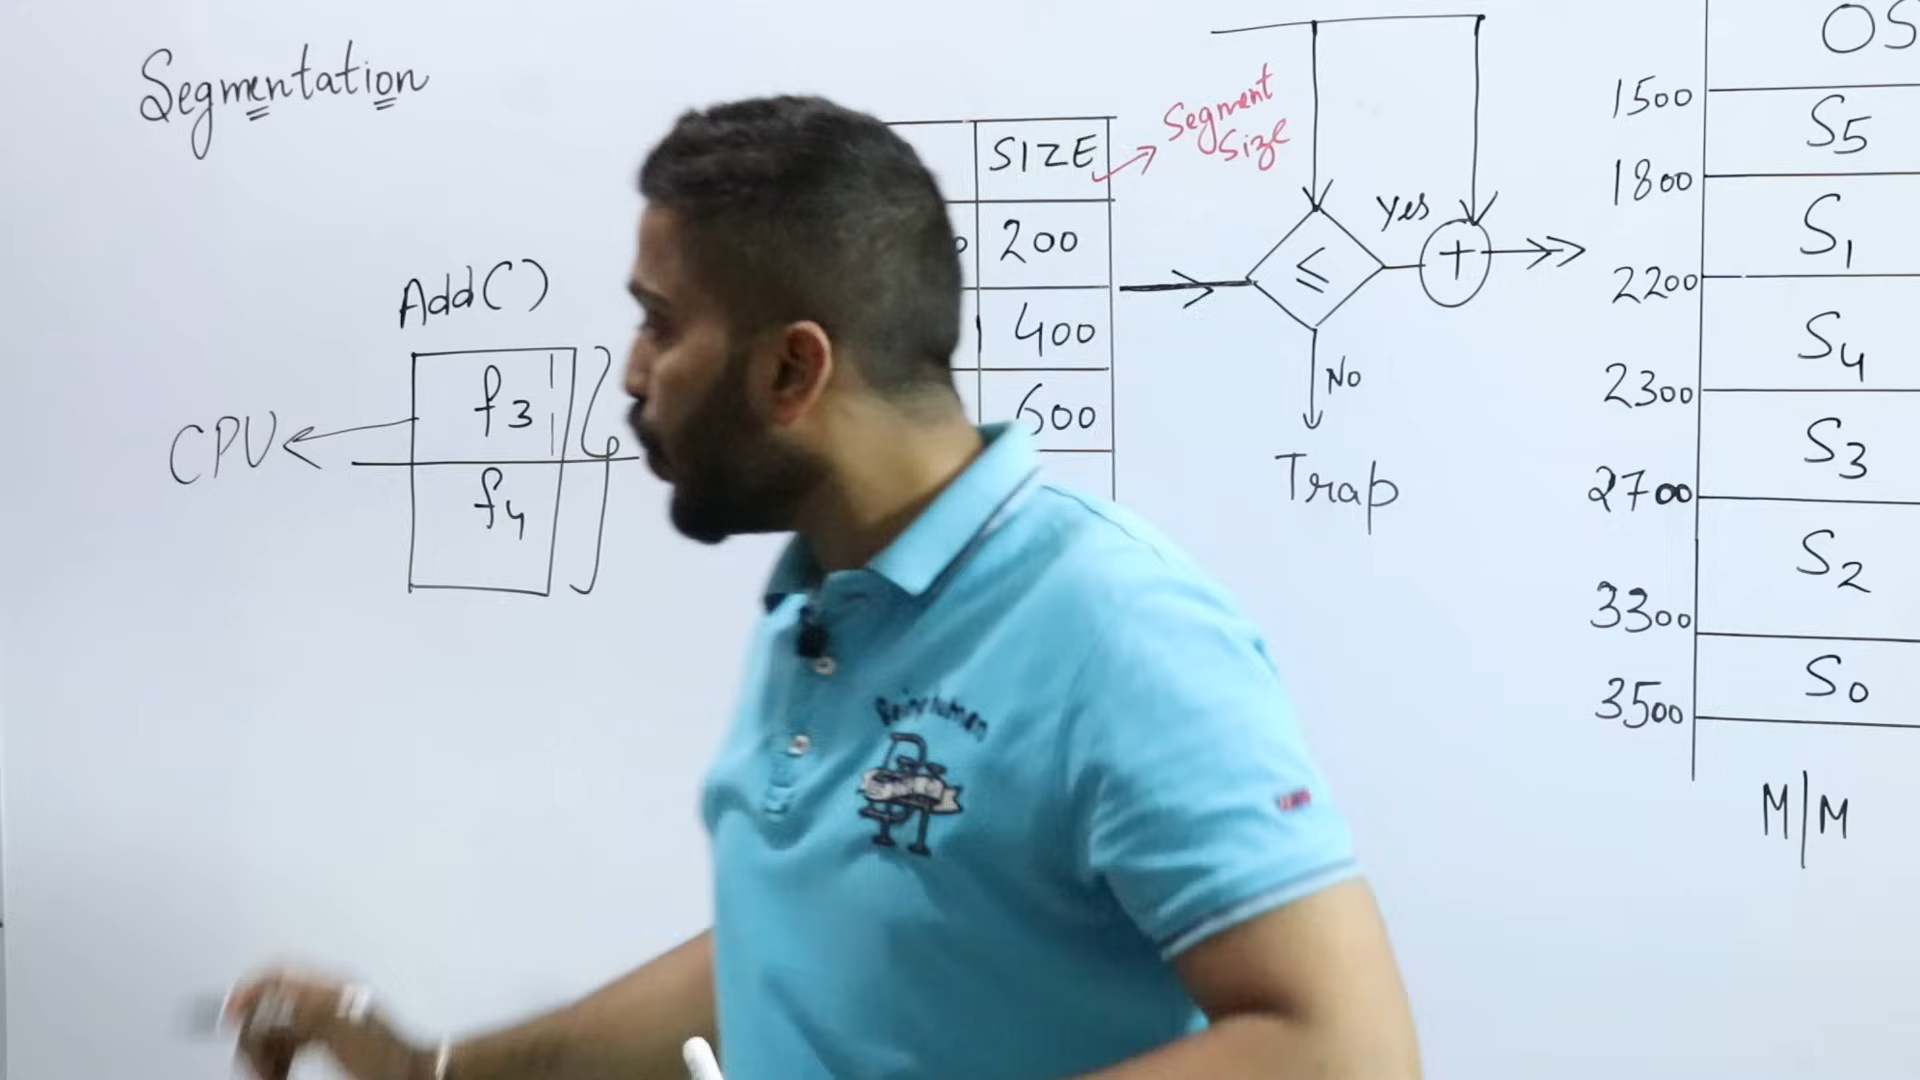 Segmentation
Add()
f3
f4
CPU
SIZE
200
400
600
Segment
Size
≤
Yes
+
No
Trap
OS
1500
S5
1800
S1
2200
S4
2300
S3
2700
S2
3300
S0
3500
M/M